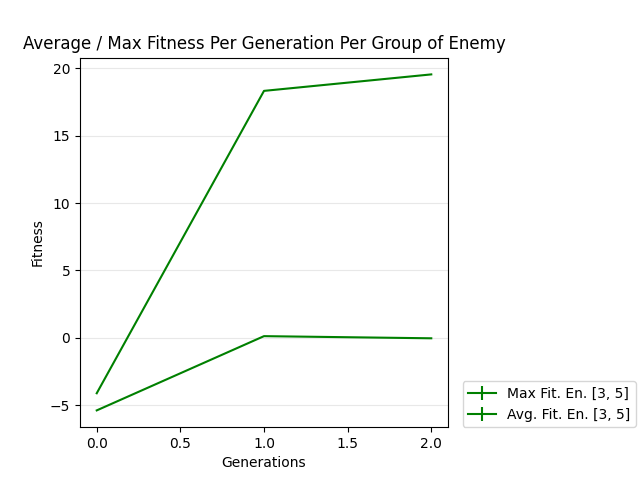 Average / Max Fitness Per Generation Per Group of Enemy
20
15
10
5
0
−5
Fitness
0.0 0.5 1.0 1.5 2.0
Generations
Max Fit. En. [3, 5]
Avg. Fit. En. [3, 5]